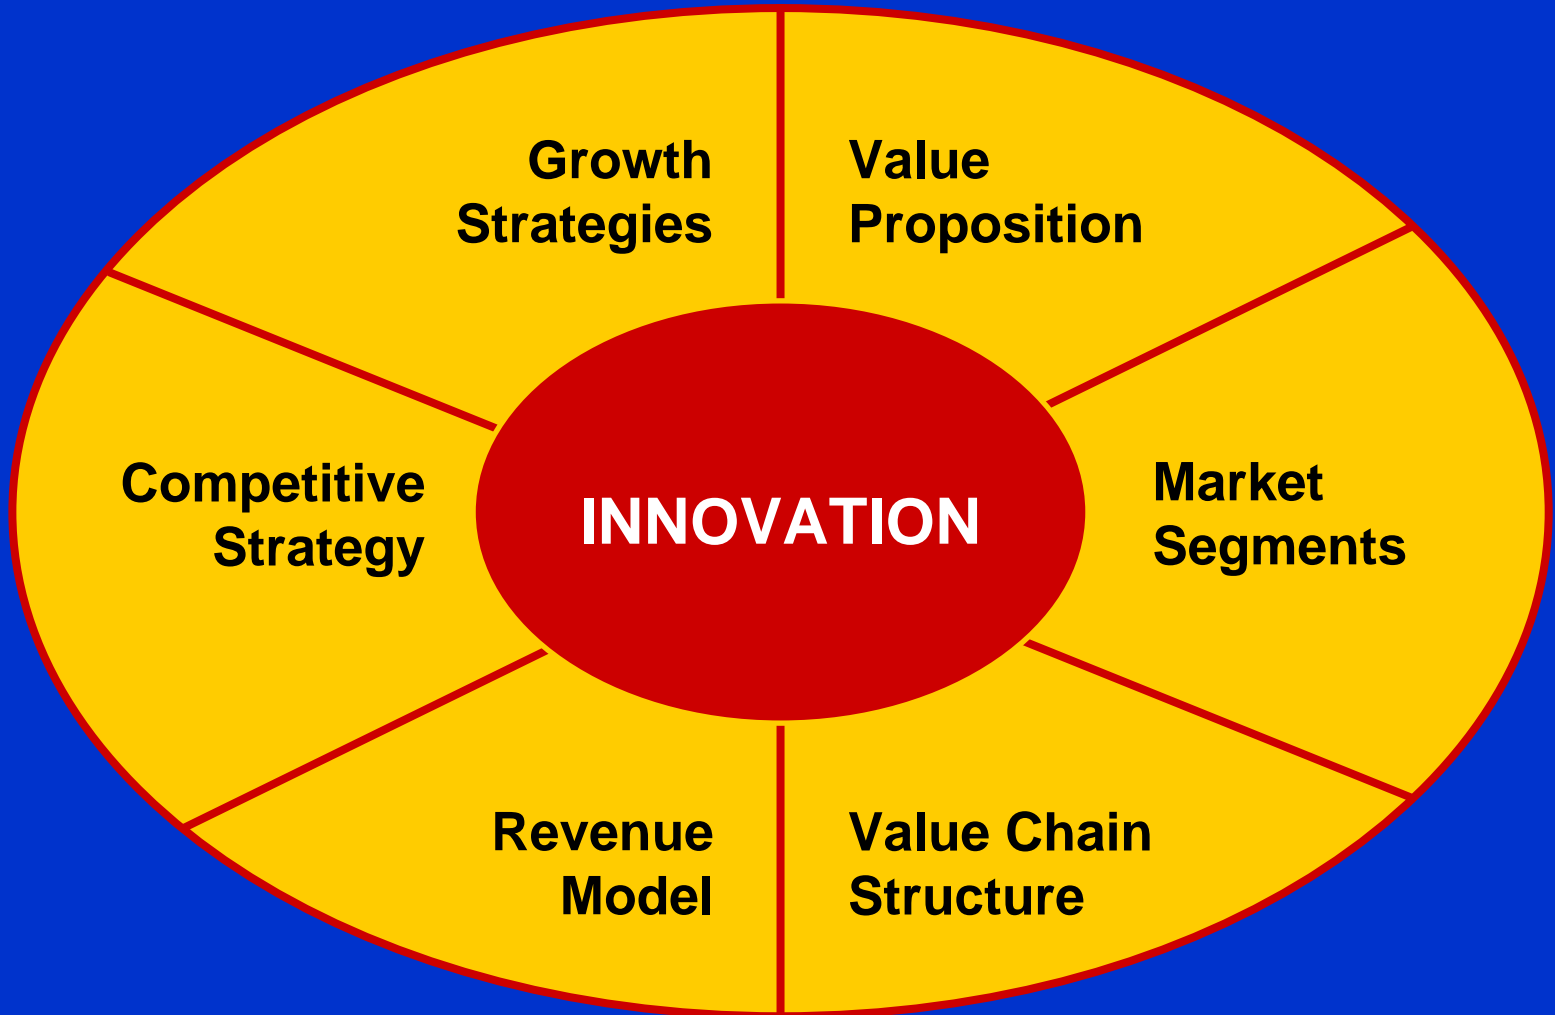 Growth
Strategies
Value
Proposition
Competitive
Strategy
INNOVATION
Market
Segments
Revenue
Model
Value Chain
Structure